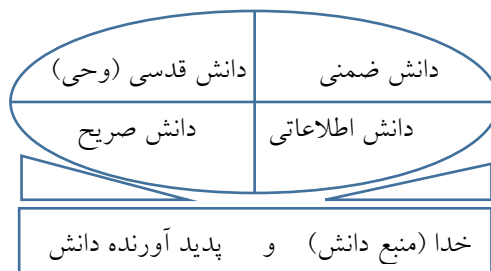 دانش ضمنی دانش قدسی (وحی)
دانش اطلاعاتی دانش صریح
خدا (منبع دانش) و پدید آورنده دانش